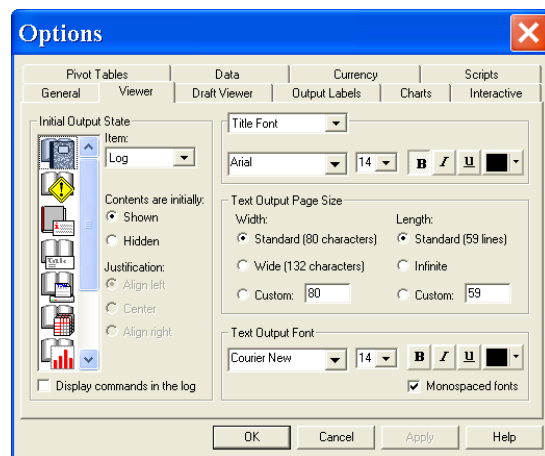 Options
Pivot Tables Data Currency Scripts
General Viewer Draft Viewer Output Labels Charts Interactive
Initial Output State
Item:
Log
Contents are initially:
Shown
Hidden
Justification:
Align left
Center
Align right
Title
Display commands in the log
Title Font
Arial 14 B I U
Text Output Page Size
Width: Length:
Standard (80 characters) Standard (59 lines)
Wide (132 characters) Infinite
Custom: 80 Custom: 59
Text Output Font
Courier New 14 B I U
Monospaced fonts
OK Cancel Apply Help